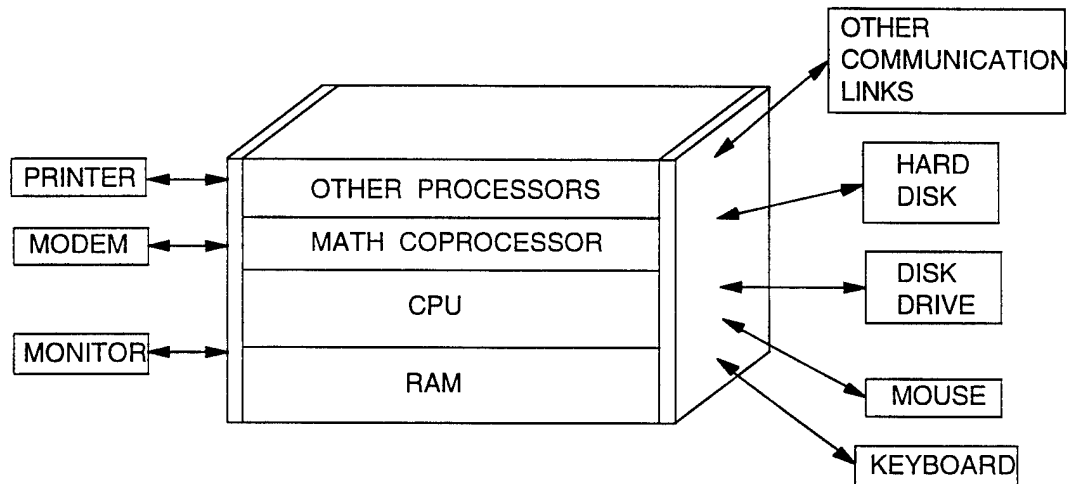 OTHER
COMMUNICATION
LINKS
PRINTER
OTHER PROCESSORS
HARD
DISK
MODEM
MATH COPROCESSOR
CPU
DISK
DRIVE
MONITOR
RAM
MOUSE
KEYBOARD